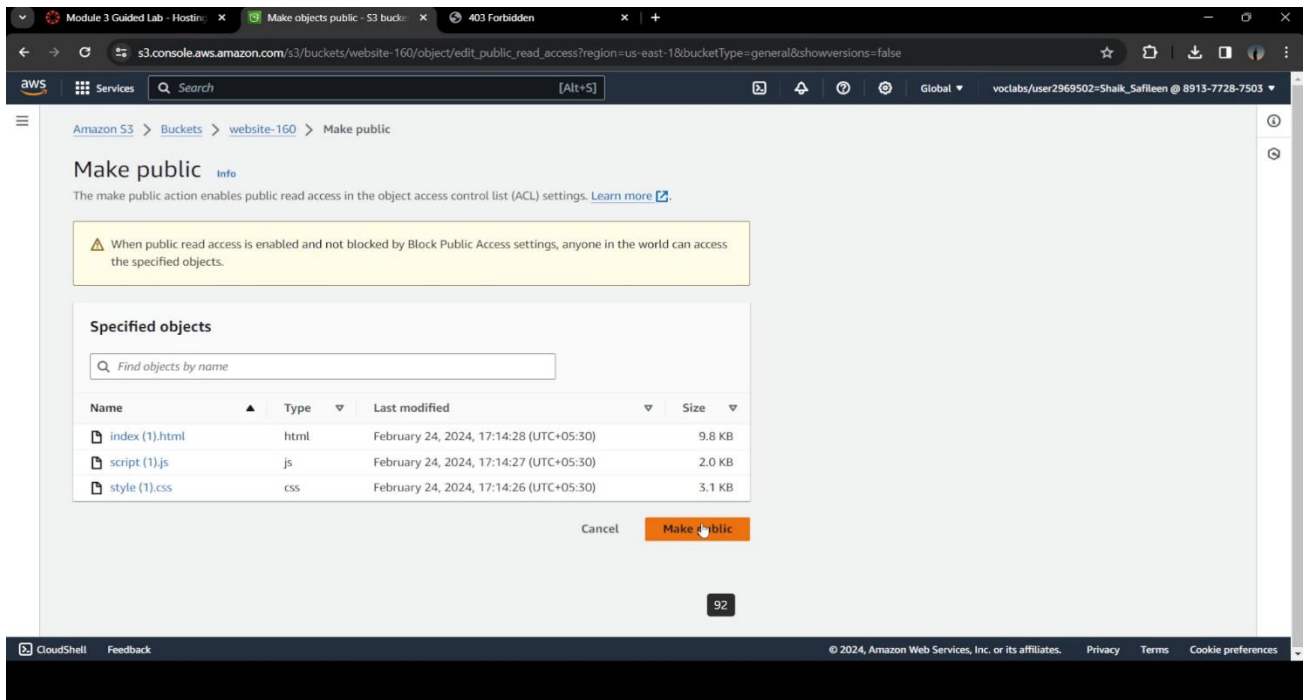 Module 3 Guided Lab - Hosting
Make objects public - S3 bucke
403 Forbidden
s3.console.aws.amazon.com/s3/buckets/website-160/object/edit_public_read_access?region=us-east-1&bucketType=general&showversions=false
aws
Services
Search
[Alt+S]
Global
voclabs/user2969502=Shaik_Safileen @ 8913-7728-7503
Amazon S3 > Buckets > website-160 > Make public
Make public Info
The make public action enables public read access in the object access control list (ACL) settings. Learn more.
When public read access is enabled and not blocked by Block Public Access settings, anyone in the world can access
the specified objects.
Specified objects
Find objects by name
Name Type Last modified Size
index (1).html html February 24, 2024, 17:14:28 (UTC+05:30) 9.8 KB
script (1).js js February 24, 2024, 17:14:27 (UTC+05:30) 2.0 KB
style (1).css css February 24, 2024, 17:14:26 (UTC+05:30) 3.1 KB
Cancel Make public
92
CloudShell Feedback © 2024, Amazon Web Services, Inc. or its affiliates. Privacy Terms Cookie preferences